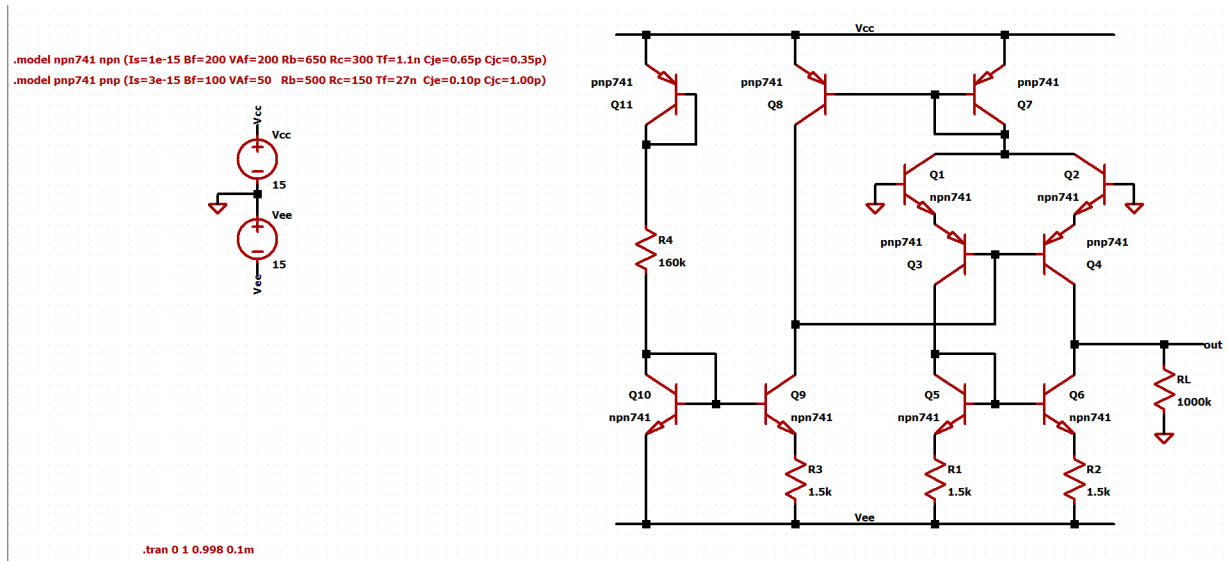 Vcc
.model npn741 npn (Is=1e-15 Bf=200 VAf=200 Rb=650 Rc=300 Tf=1.1n Cje=0.65p Cjc=0.35p)
.model pnp741 pnp (Is=3e-15 Bf=100 VAf=50 Rb=500 Rc=150 Tf=27n Cje=0.10p Cjc=1.00p)
pnp741
Q11
pnp741
Q8
pnp741
Q7
Vcc
Vcc
15
Vee
15
Vee
Q1
npn741
Q2
npn741
pnp741
Q3
pnp741
Q4
R4
160k
out
Q10
npn741
Q9
npn741
Q5
npn741
Q6
npn741
RL
1000k
R3
1.5k
R1
1.5k
R2
1.5k
Vee
.tran 0 1 0.998 0.1m